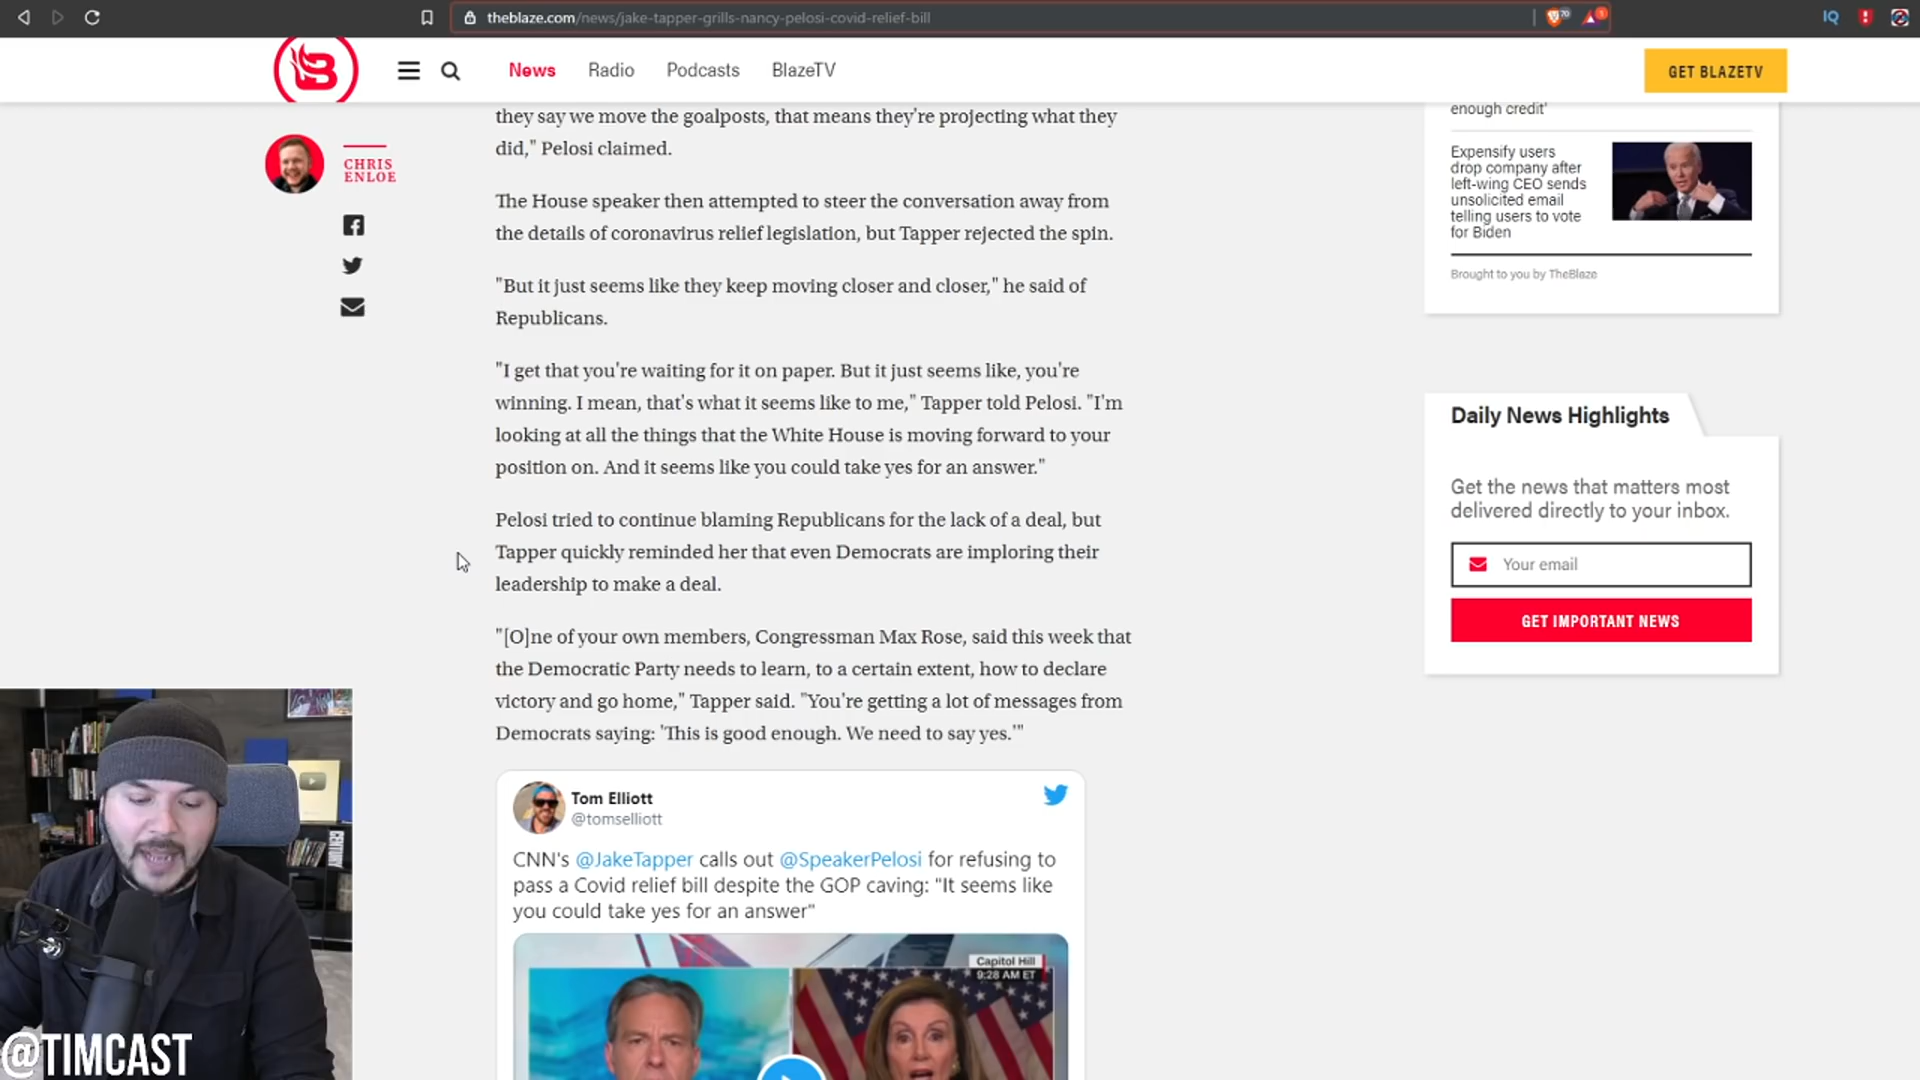 theblaze.com/news/jake-tapper-grills-nancy-pelosi-covid-relief-bill
70
1
IQ
B
News
Radio
Podcasts
BlazeTV
GET BLAZETV
CHRIS
ENLOE
they say we move the goalposts, that means they're projecting what they
did," Pelosi claimed.
The House speaker then attempted to steer the conversation away from
the details of coronavirus relief legislation, but Tapper rejected the spin.
"But it just seems like they keep moving closer and closer," he said of
Republicans.
"I get that you're waiting for it on paper. But it just seems like, you're
winning. I mean, that's what it seems like to me," Tapper told Pelosi. "I'm
looking at all the things that the White House is moving forward to your
position on. And it seems like you could take yes for an answer."
Pelosi tried to continue blaming Republicans for the lack of a deal, but
Tapper quickly reminded her that even Democrats are imploring their
leadership to make a deal.
"[O]ne of your own members, Congressman Max Rose, said this week that
the Democratic Party needs to learn, to a certain extent, how to declare
victory and go home," Tapper said. "You're getting a lot of messages from
Democrats saying: 'This is good enough. We need to say yes.'"
Tom Elliott
@tomselliott
CNN's @JakeTapper calls out @SpeakerPelosi for refusing to
pass a Covid relief bill despite the GOP caving: "It seems like
you could take yes for an answer"
Capitol Hill
9:28 AM ET
enough credit'
Expensify users
drop company after
left-wing CEO sends
unsolicited email
telling users to vote
for Biden
Brought to you by TheBlaze
Daily News Highlights
Get the news that matters most
delivered directly to your inbox.
Your email
GET IMPORTANT NEWS
@TIMCAST